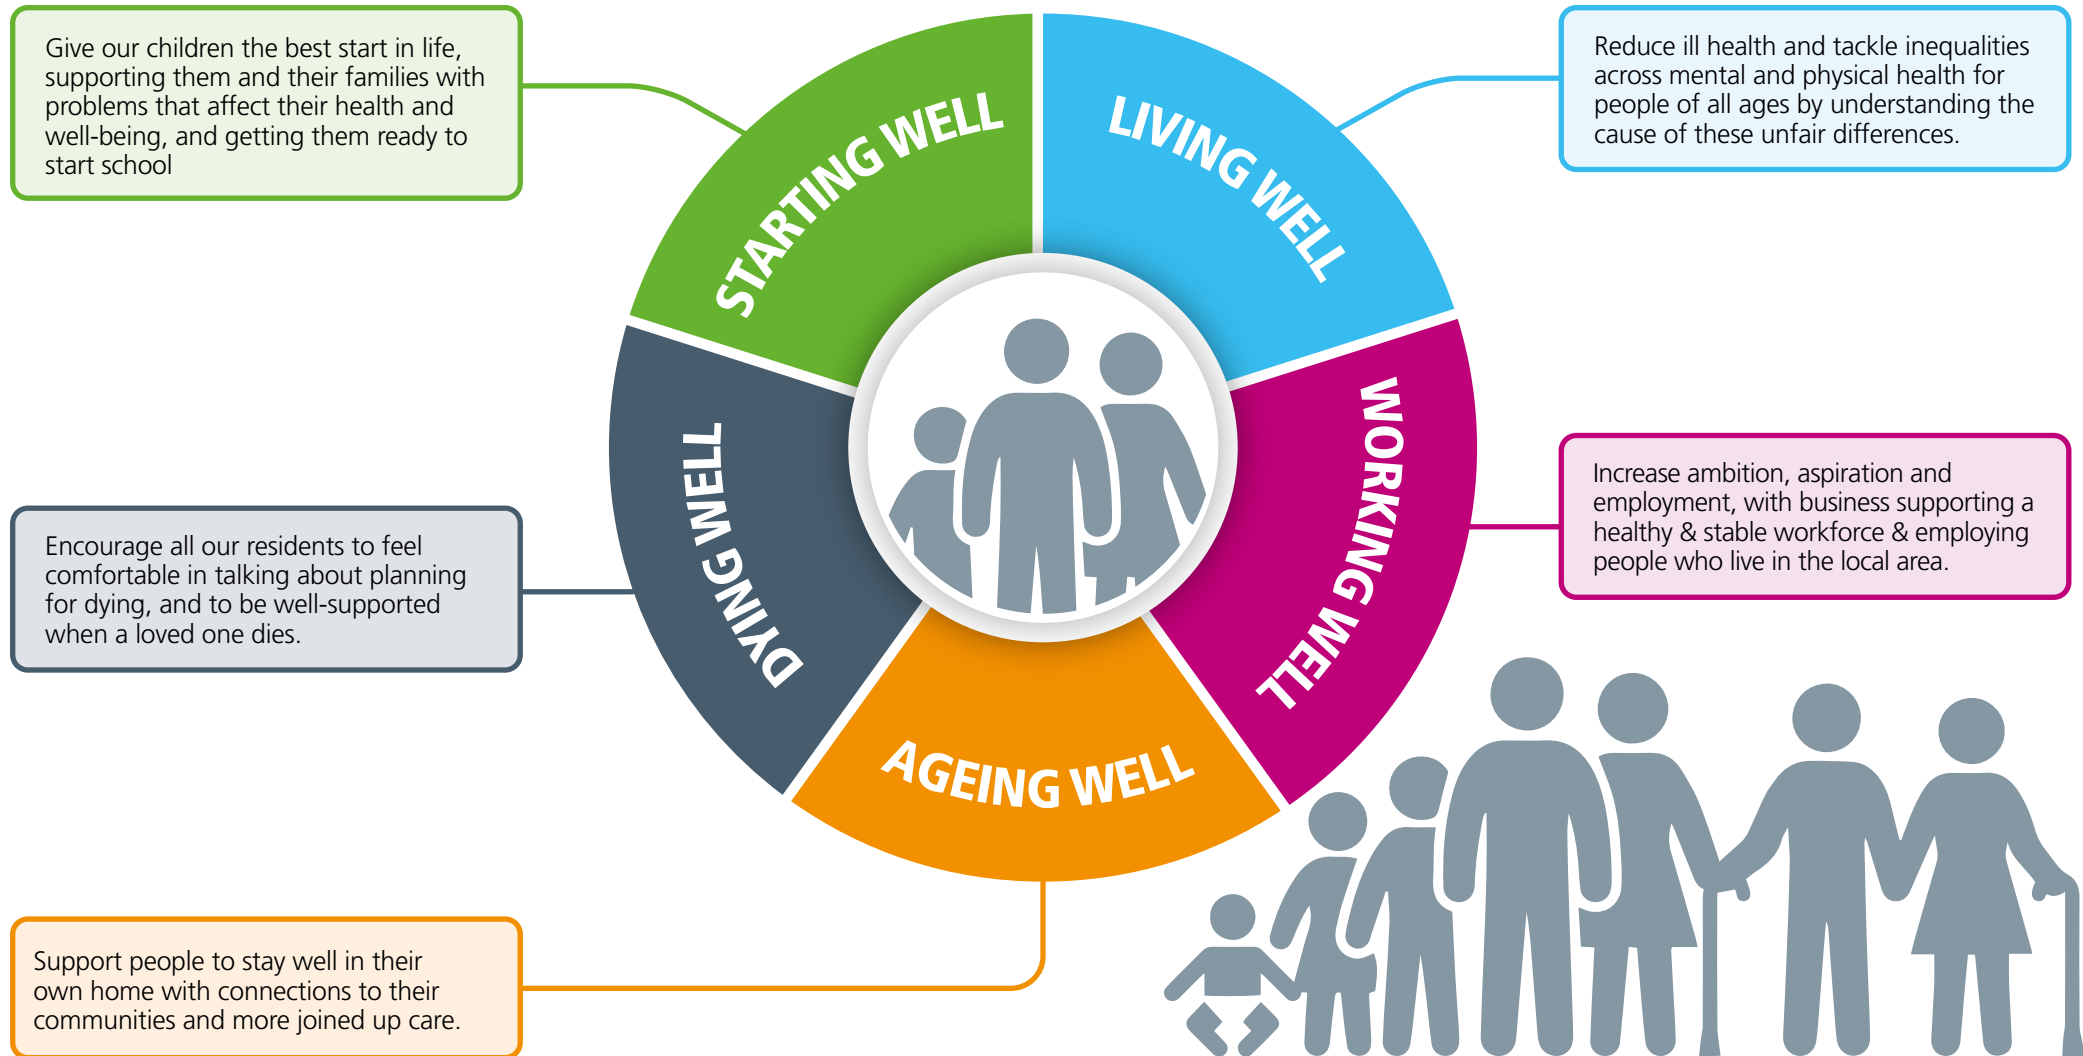 Give our children the best start in life,
supporting them and their families with
problems that affect their health and
well-being, and getting them ready to
start school
STARTING WELL
LIVING WELL
Reduce ill health and tackle inequalities
across mental and physical health for
people of all ages by understanding the
cause of these unfair differences.
WORKING WELL
Increase ambition, aspiration and
employment, with business supporting a
healthy & stable workforce & employing
people who live in the local area.
DYING WELL
Encourage all our residents to feel
comfortable in talking about planning
for dying, and to be well-supported
when a loved one dies.
AGEING WELL
Support people to stay well in their
own home with connections to their
communities and more joined up care.